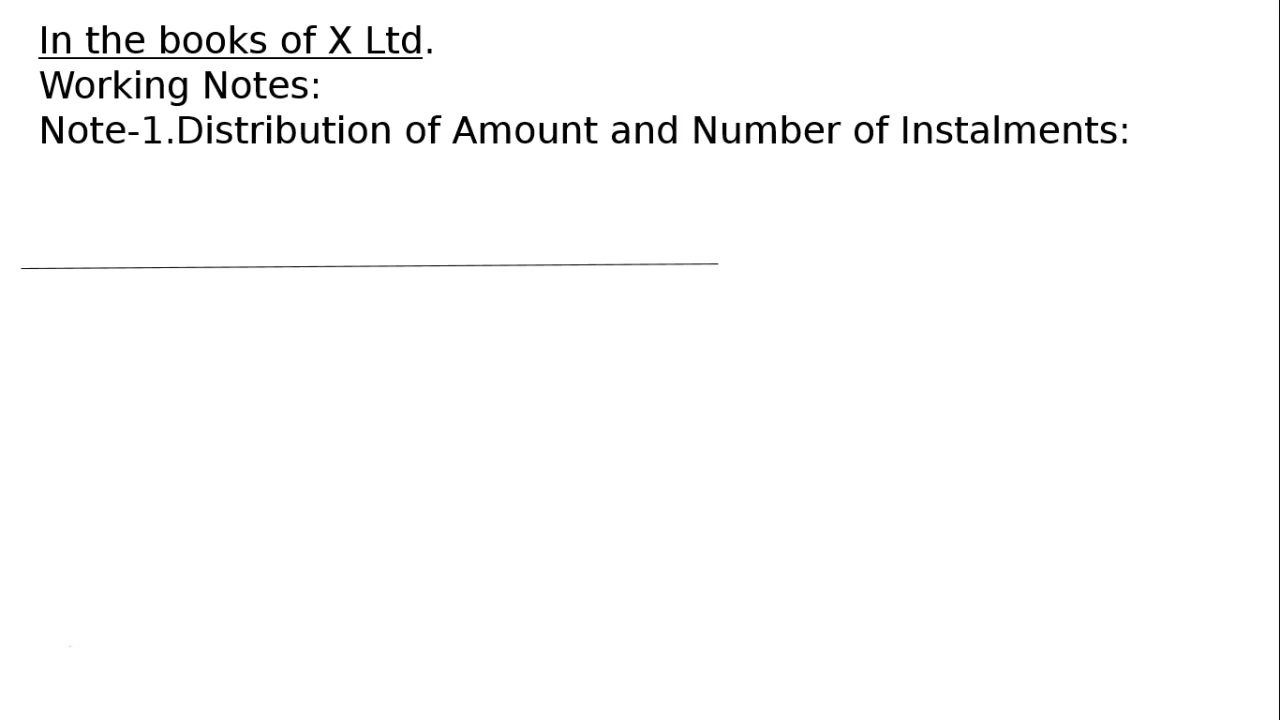 In the books of X Ltd.
Working Notes:
Note-1.Distribution of Amount and Number of Instalments: